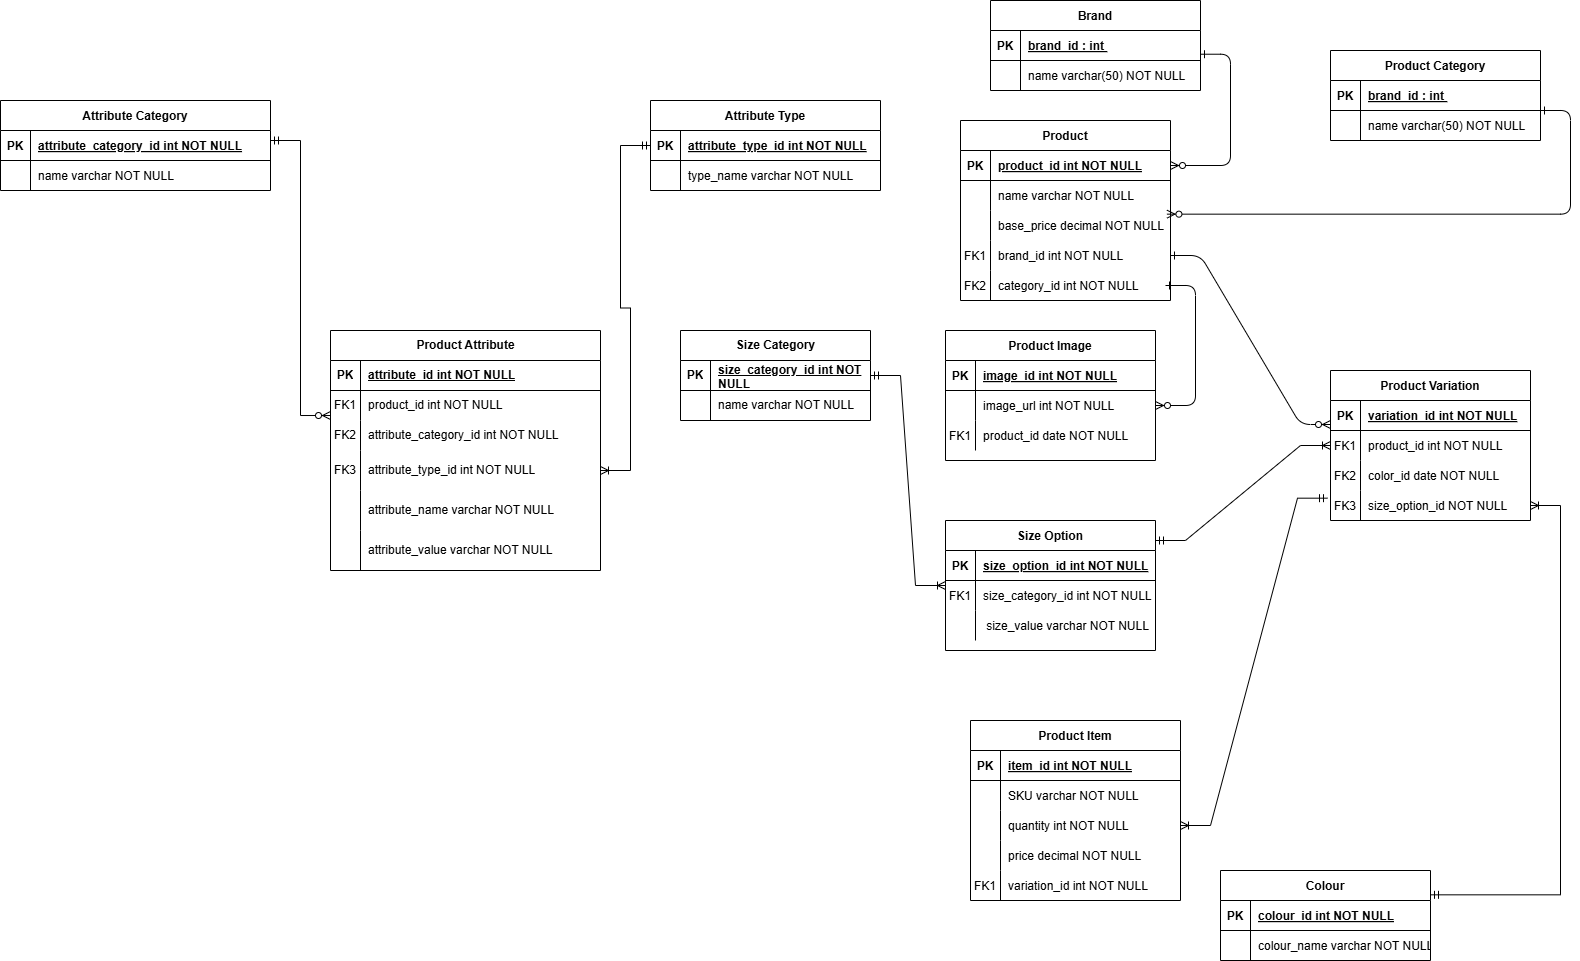 Brand
PK brand_id : int
name varchar(50) NOT NULL
Product Category
PK brand_id : int
name varchar(50) NOT NULL
Attribute Category
PK attribute_category_id int NOT NULL
name varchar NOT NULL
Attribute Type
PK attribute_type_id int NOT NULL
type_name varchar NOT NULL
Product
PK product_id int NOT NULL
name varchar NOT NULL
base_price decimal NOT NULL
FK1 brand_id int NOT NULL
FK2 category_id int NOT NULL
Product Attribute
PK attribute_id int NOT NULL
FK1 product_id int NOT NULL
FK2 attribute_category_id int NOT NULL
FK3 attribute_type_id int NOT NULL
attribute_name varchar NOT NULL
attribute_value varchar NOT NULL
Size Category
PK size_category_id int NOT
NULL
name varchar NOT NULL
Product Image
PK image_id int NOT NULL
image_url int NOT NULL
FK1 product_id date NOT NULL
Product Variation
PK variation_id int NOT NULL
FK1 product_id int NOT NULL
FK2 color_id date NOT NULL
FK3 size_option_id NOT NULL
Size Option
PK size_option_id int NOT NULL
FK1 size_category_id int NOT NULL
size_value varchar NOT NULL
Product Item
PK item_id int NOT NULL
SKU varchar NOT NULL
quantity int NOT NULL
price decimal NOT NULL
FK1 variation_id int NOT NULL
Colour
PK colour_id int NOT NULL
colour_name varchar NOT NULL